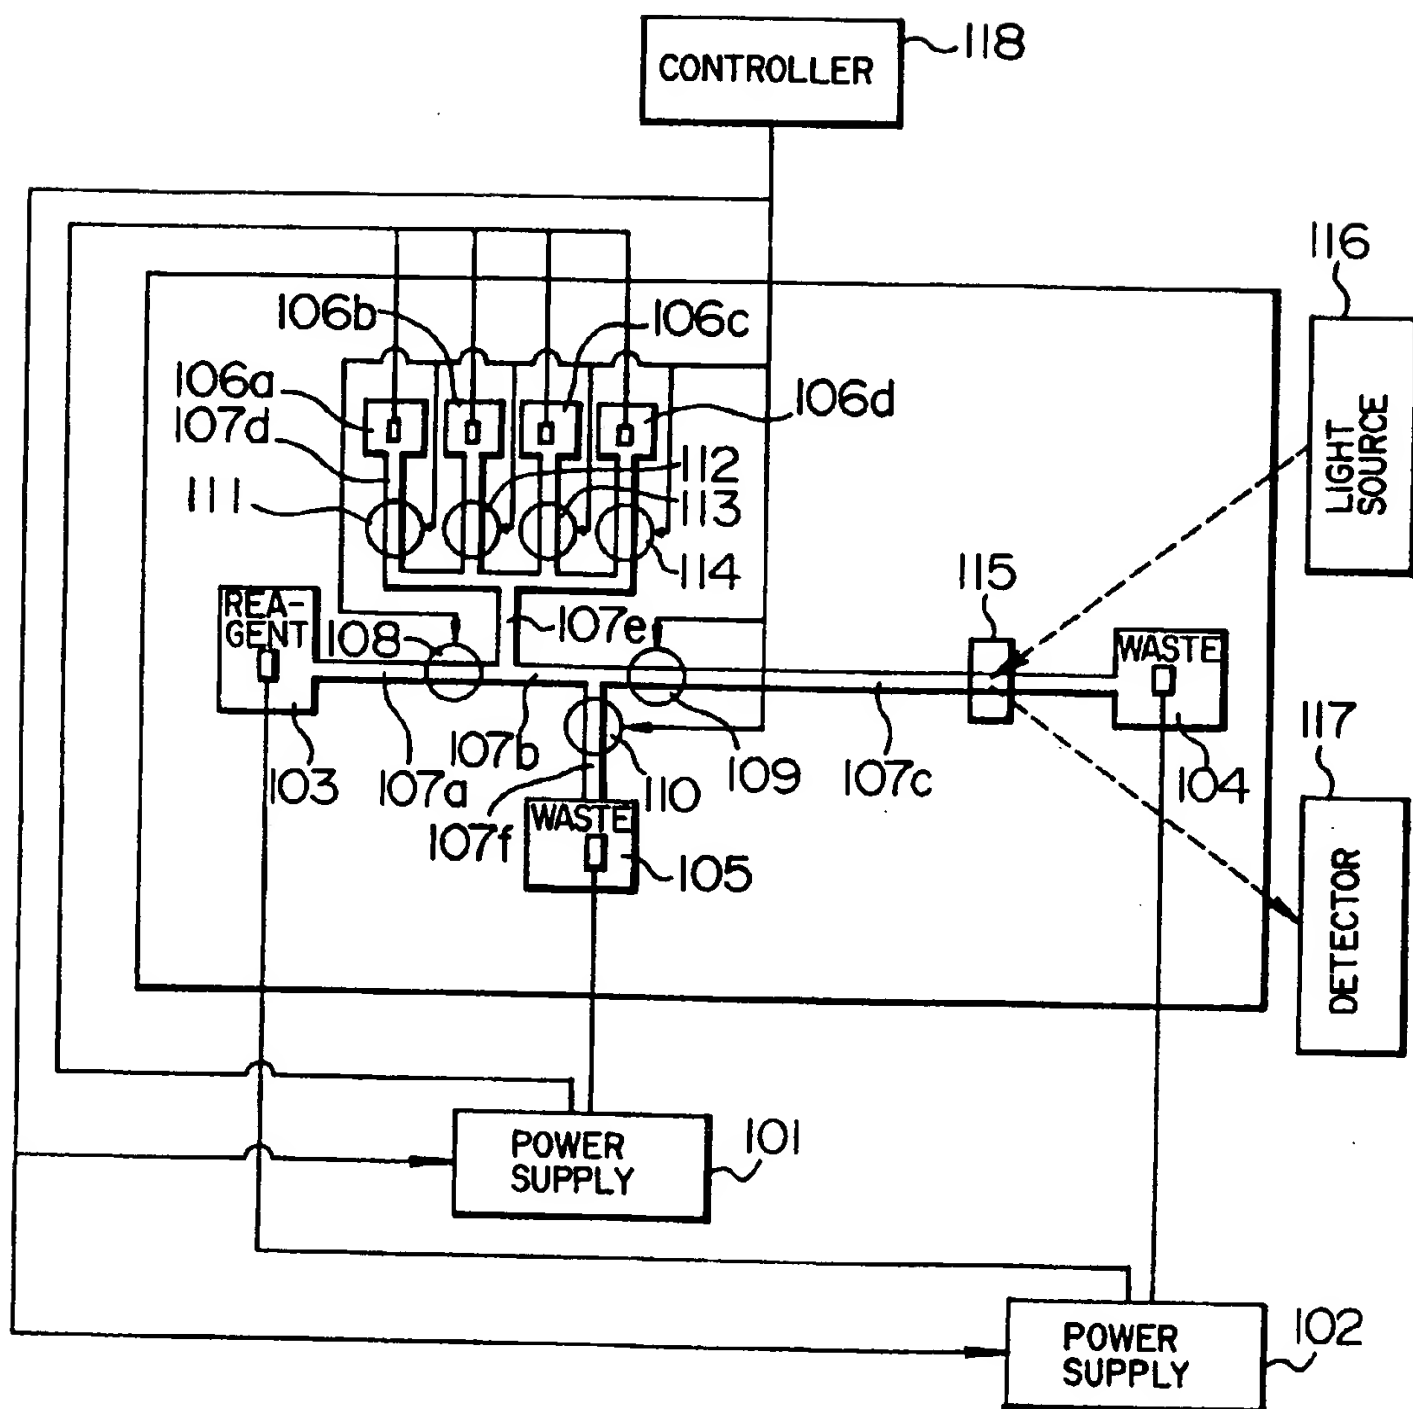 118
CONTROLLER
116
LIGHT
SOURCE
106b
106c
106a
106d
107d
112
111
113
114
115
REA-
GENT
107e
108
WASTE
117
107b
109
110
103
107a
107c
104
WASTE
107f
105
DETECTOR
101
POWER
SUPPLY
102
POWER
SUPPLY